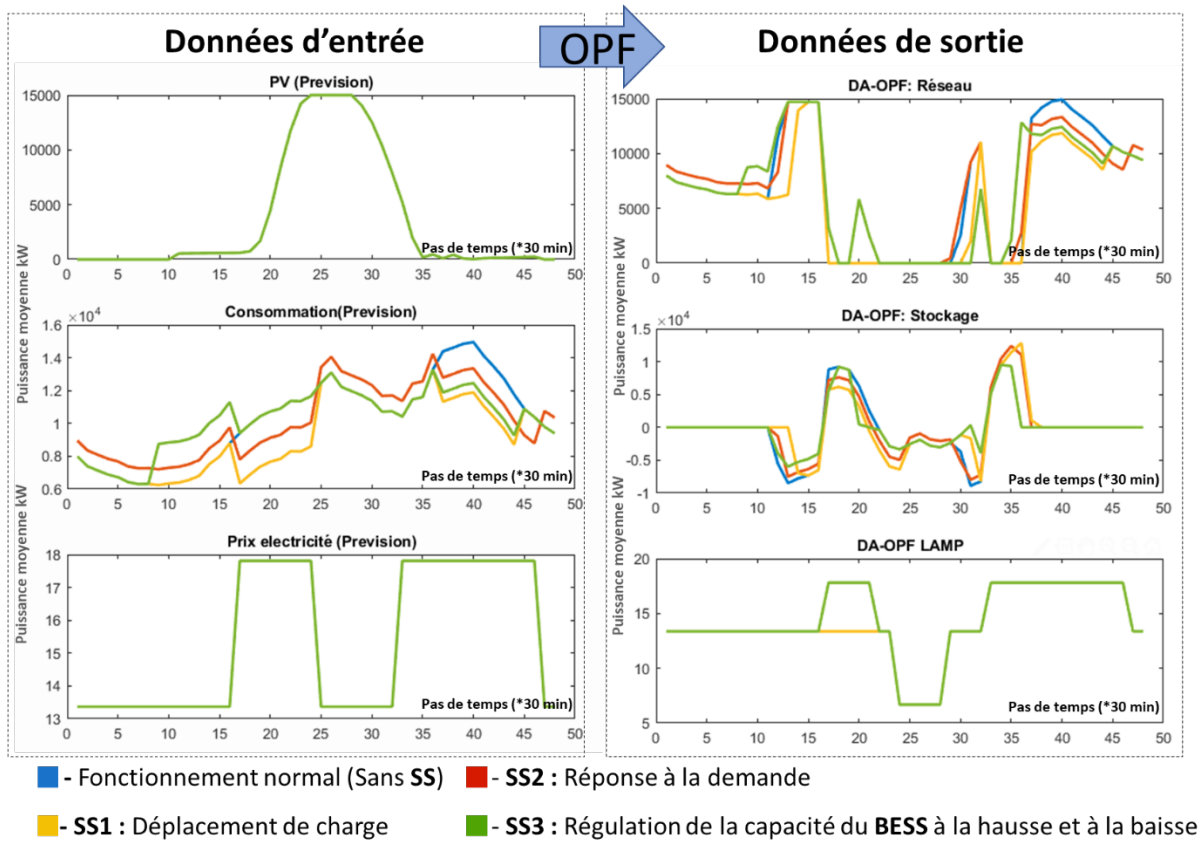 Données d'entrée
OPF
Données de sortie
PV (Prevision)
15000
10000
5000
0
Pas de temps (*30 min)
0 5 10 15 20 25 30 35 40 45 50
Puissance moyenne kW
Consommation(Prevision)
×10⁴
1.6
1.4
1.2
1
0.8
0.6
Pas de temps (*30 min)
0 5 10 15 20 25 30 35 40 45 50
Puissance moyenne kW
Prix electricité (Prevision)
18
17
16
15
14
13
Pas de temps (*30 min)
0 5 10 15 20 25 30 35 40 45 50
DA-OPF: Réseau
15000
10000
5000
0
Pas de temps (*30 min)
0 5 10 15 20 25 30 35 40 45 50
Puissance moyenne kW
DA-OPF: Stockage
×10⁴
1.5
1
0.5
0
-0.5
-1
Pas de temps (*30 min)
0 5 10 15 20 25 30 35 40 45 50
Puissance moyenne kW
DA-OPF LAMP
20
15
10
5
Pas de temps (*30 min)
0 5 10 15 20 25 30 35 40 45 50
- Fonctionnement normal (Sans SS)
- SS2 : Réponse à la demande
- SS1 : Déplacement de charge
- SS3 : Régulation de la capacité du BESS à la hausse et à la baisse